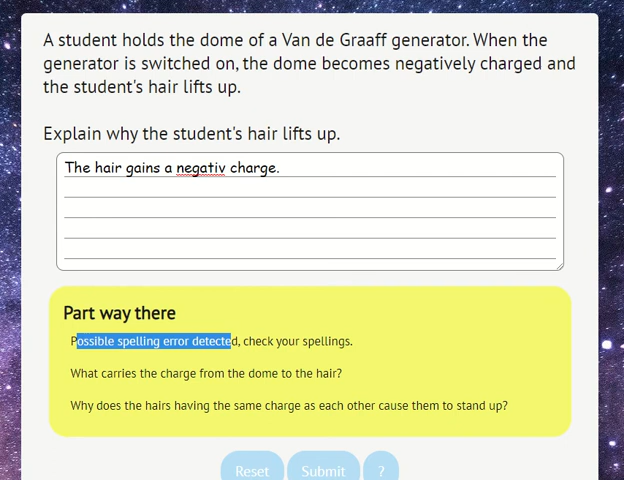 A student holds the dome of a Van de Graaff generator. When the
generator is switched on, the dome becomes negatively charged and
the student's hair lifts up.
Explain why the student's hair lifts up.
The hair gains a negativ charge.
Part way there
Possible spelling error detected, check your spellings.
What carries the charge from the dome to the hair?
Why does the hairs having the same charge as each other cause them to stand up?
Reset Submit ?